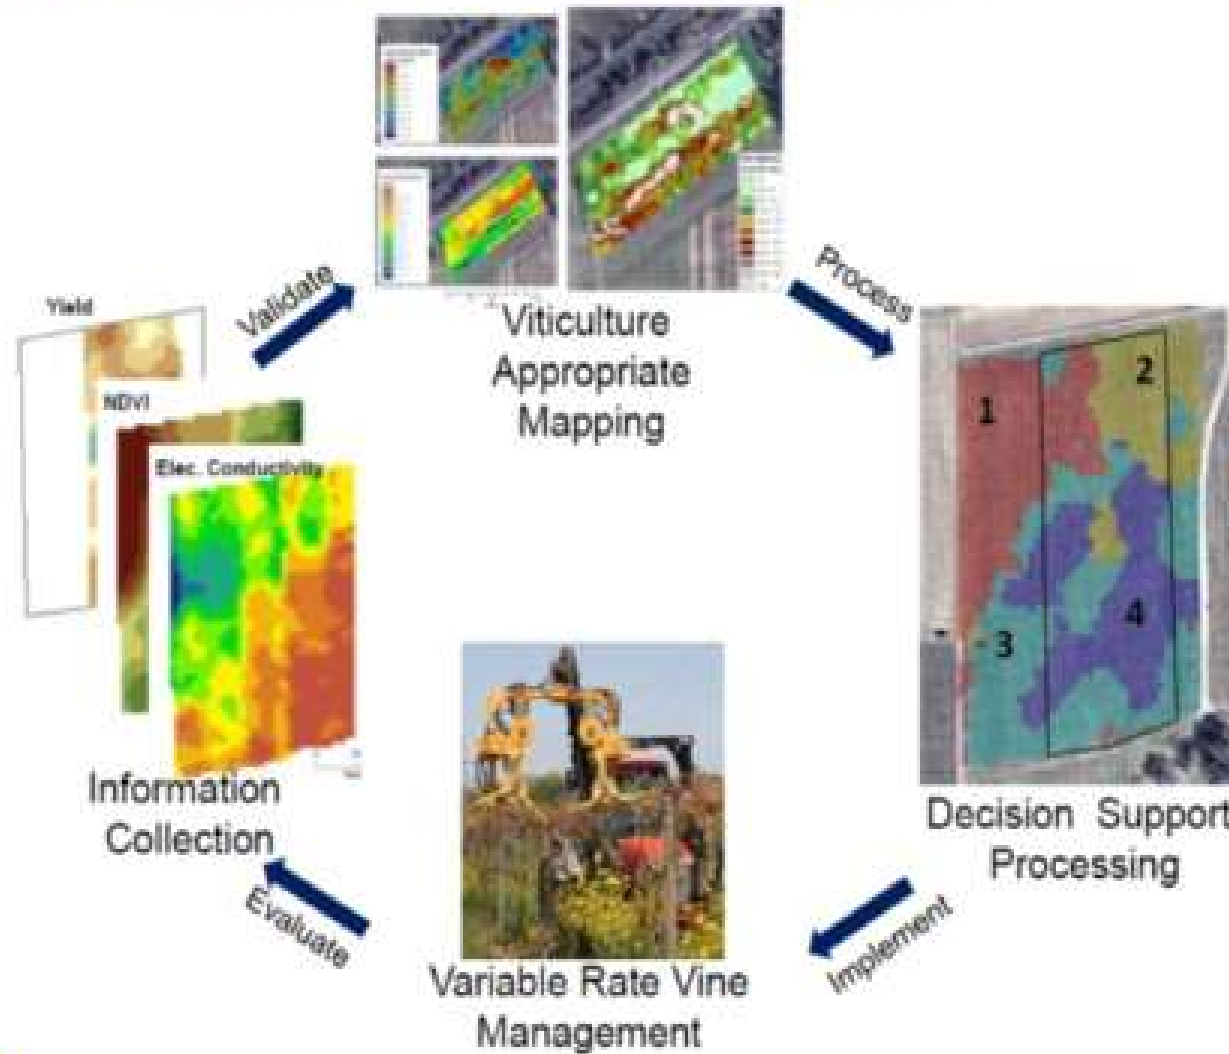 Yield
NDVI
Elec. Conductivity
Information
Collection
Validate
Viticulture
Appropriate
Mapping
Process
1
2
3
4
Decision Support
Processing
Implement
Variable Rate Vine
Management
Evaluate